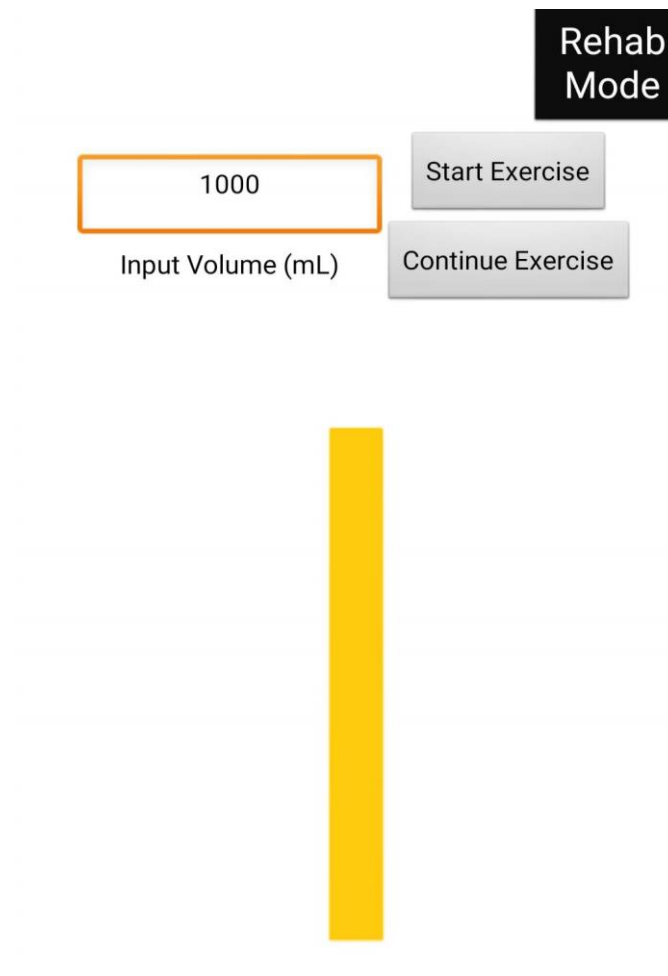 Rehab
Mode
1000
Start Exercise
Input Volume (mL)
Continue Exercise